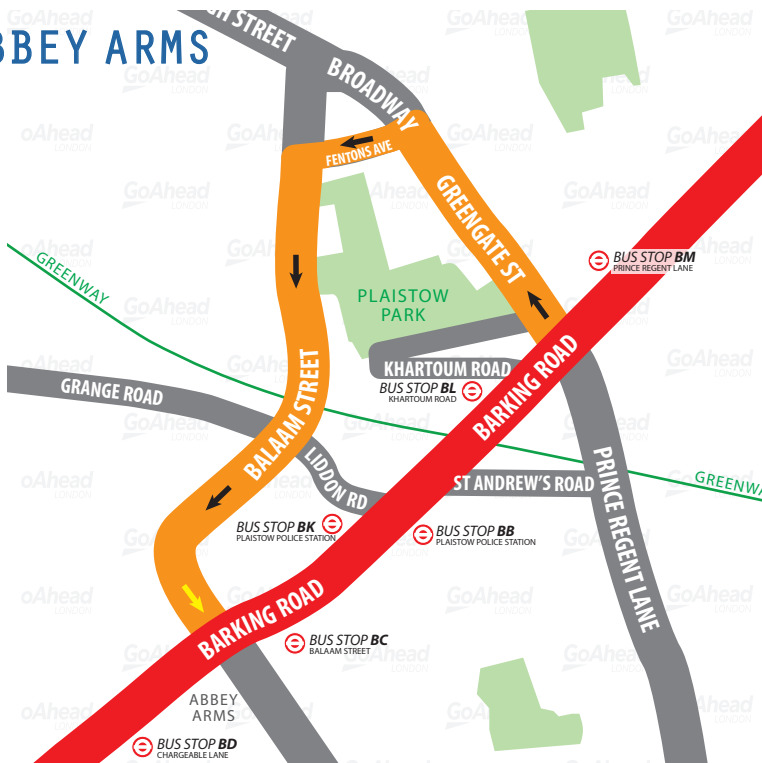 GH STREET
BBEY ARMS
BROADWAY
FENTONS AVE
GREENGATE ST
BUS STOP BM
PRINCE REGENT LANE
GREENWAY
PLAISTOW
PARK
KHARTOUM ROAD
BUS STOP BL
KHARTOUM ROAD
GRANGE ROAD
BARKING ROAD
BALAAM STREET
LIDDON RD
ST ANDREW'S ROAD
PRINCE REGENT LANE
GREENWA
BUS STOP BK
PLAISTOW POLICE STATION
BUS STOP BB
PLAISTOW POLICE STATION
BARKING ROAD
BUS STOP BC
BALAAM STREET
ABBEY
ARMS
BUS STOP BD
CHARGEABLE LANE
GoAhead
LONDON